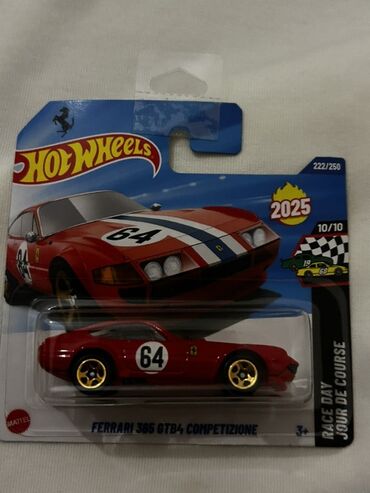 HOT WHEELS
222/250
2025
10/10
64
64
64
FERRARI 365 GTB4 COMPETIZIONE
3+
MATTEL
RACE DAY
JOUR DE COURSE